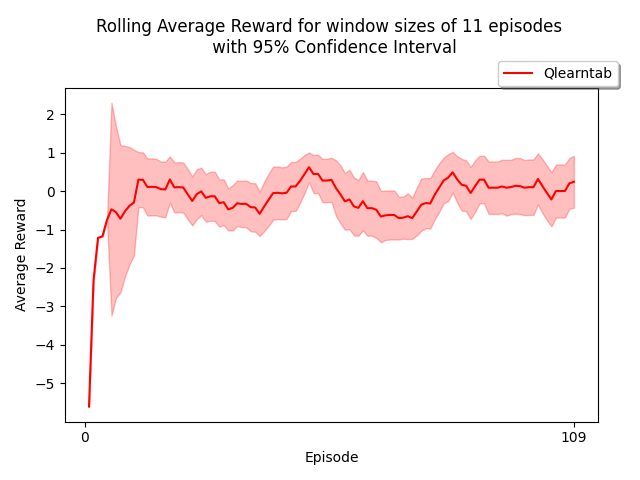 Rolling Average Reward for window sizes of 11 episodes
with 95% Confidence Interval
Qlearntab
2
1
0
−1
−2
−3
−4
−5
Average Reward
0
109
Episode